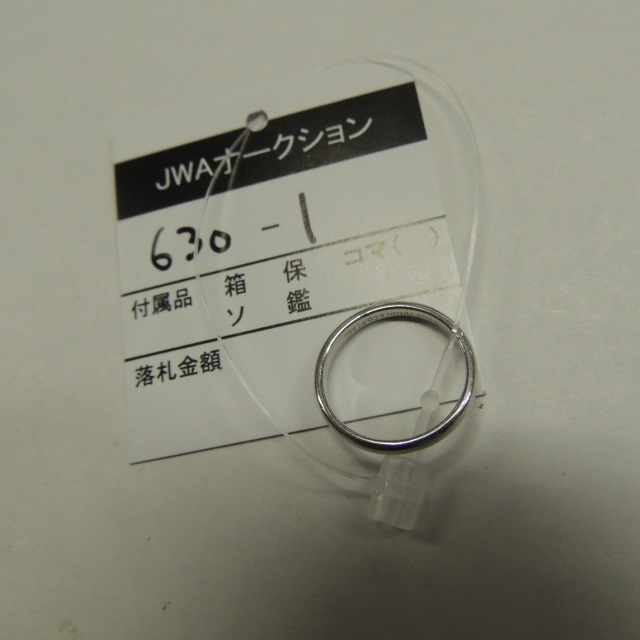 JWAオークション
630-1
付属品 箱 保 コマ( )
ソ 鑑
落札金額